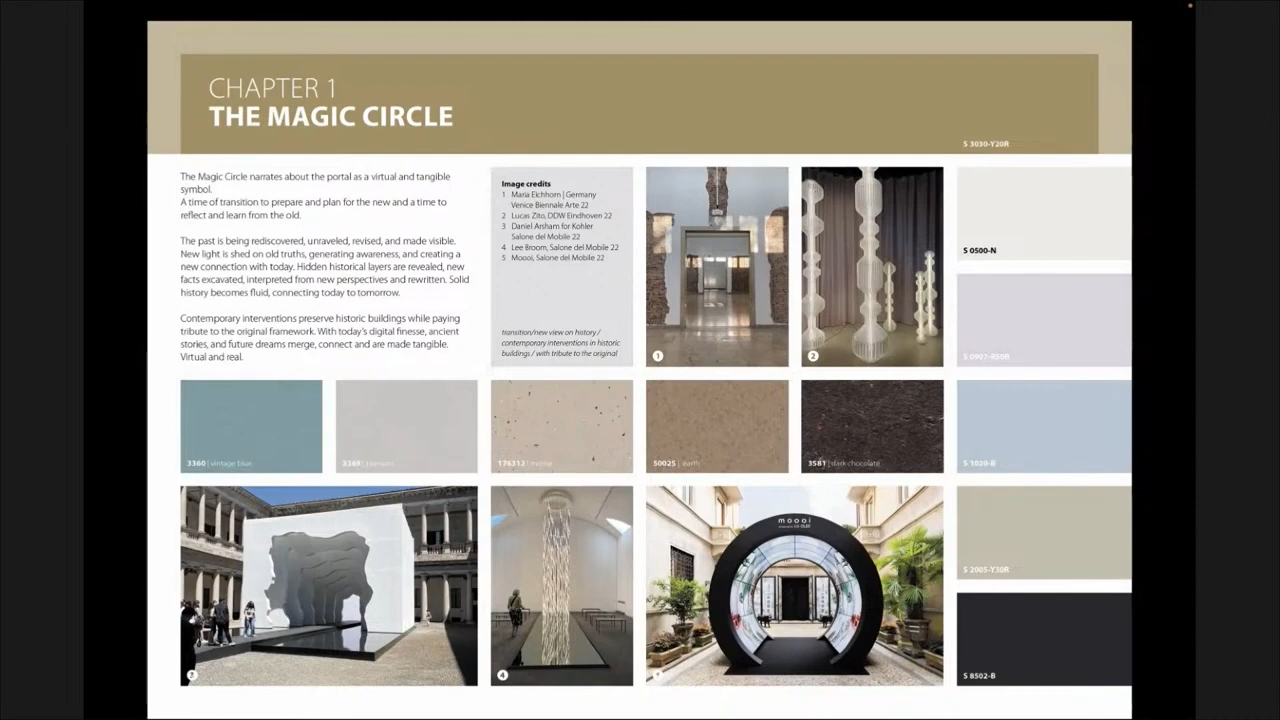 CHAPTER 1
THE MAGIC CIRCLE
S 3030-Y20R
The Magic Circle narrates about the portal as a virtual and tangible
symbol.
A time of transition to prepare and plan for the new and a time to
reflect and learn from the old.
The past is being rediscovered, unraveled, revised, and made visible.
New light is shed on old truths, generating awareness, and creating a
new connection with today. Hidden historical layers are revealed, new
facts excavated, interpreted from new perspectives and rewritten. Solid
history becomes fluid, connecting today to tomorrow.
Contemporary interventions preserve historic buildings while paying
tribute to the original framework. With today's digital finesse, ancient
stories, and future dreams merge, connect and are made tangible.
Virtual and real.
Image credits
1 Maria Eichhorn | Germany
Venice Biennale Arte 22
2 Lucas Zito, DDW Eindhoven 22
3 Daniel Arsham for Kohler
Salone del Mobile 22
4 Lee Broom, Salone del Mobile 22
5 Moooi, Salone del Mobile 22
transition/new view on history /
contemporary interventions in historic
buildings / with tribute to the original
1
2
S 0500-N
S 0907-R50B
3360 | vintage blue
176312 |
50025 | earth
3581 | dark chocolate
S 1020-B
3
4
moooi
S 2005-Y30R
S 8502-B